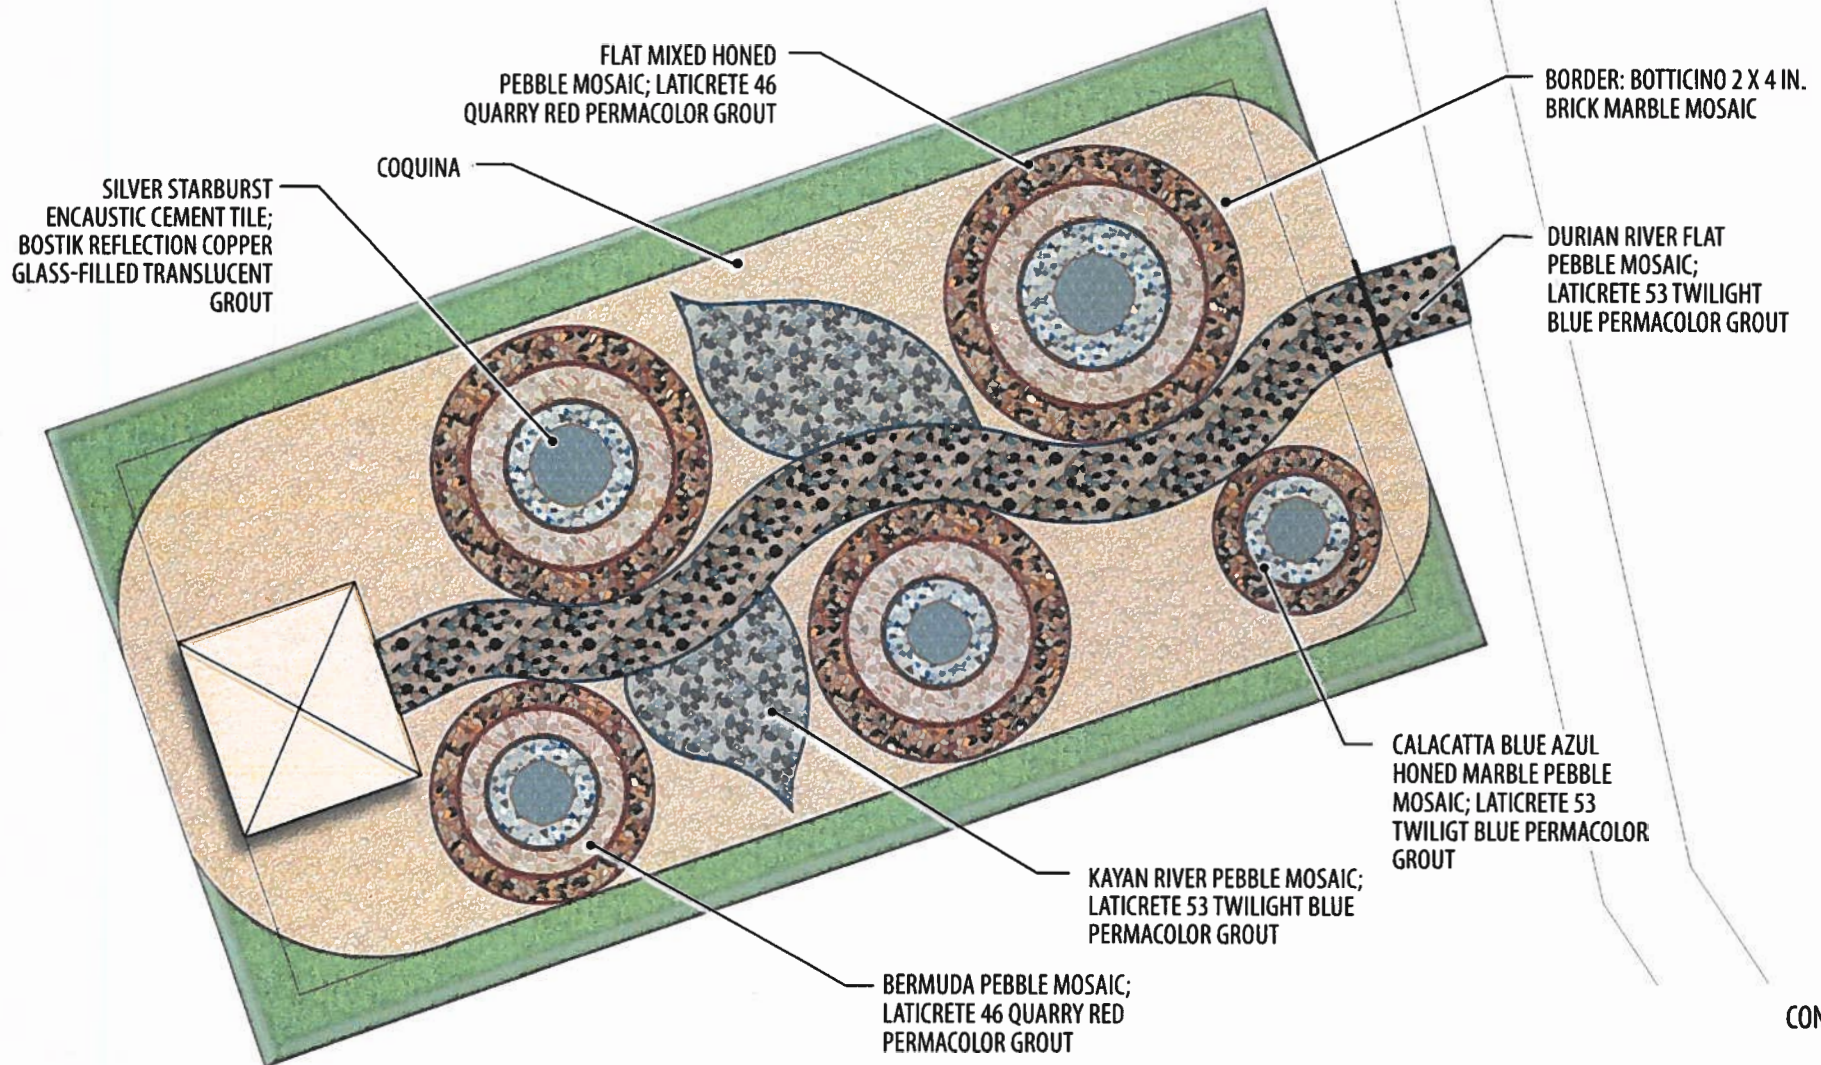 FLAT MIXED HONED
PEBBLE MOSAIC; LATICRETE 46
QUARRY RED PERMACOLOR GROUT
BORDER: BOTTICINO 2 X 4 IN.
BRICK MARBLE MOSAIC
COQUINA
SILVER STARBURST
ENCAUSTIC CEMENT TILE;
BOSTIK REFLECTION COPPER
GLASS-FILLED TRANSLUCENT
GROUT
DURIAN RIVER FLAT
PEBBLE MOSAIC;
LATICRETE 53 TWILIGHT
BLUE PERMACOLOR GROUT
CALACATTA BLUE AZUL
HONED MARBLE PEBBLE
MOSAIC; LATICRETE 53
TWILIGT BLUE PERMACOLOR
GROUT
KAYAN RIVER PEBBLE MOSAIC;
LATICRETE 53 TWILIGHT BLUE
PERMACOLOR GROUT
BERMUDA PEBBLE MOSAIC;
LATICRETE 46 QUARRY RED
PERMACOLOR GROUT